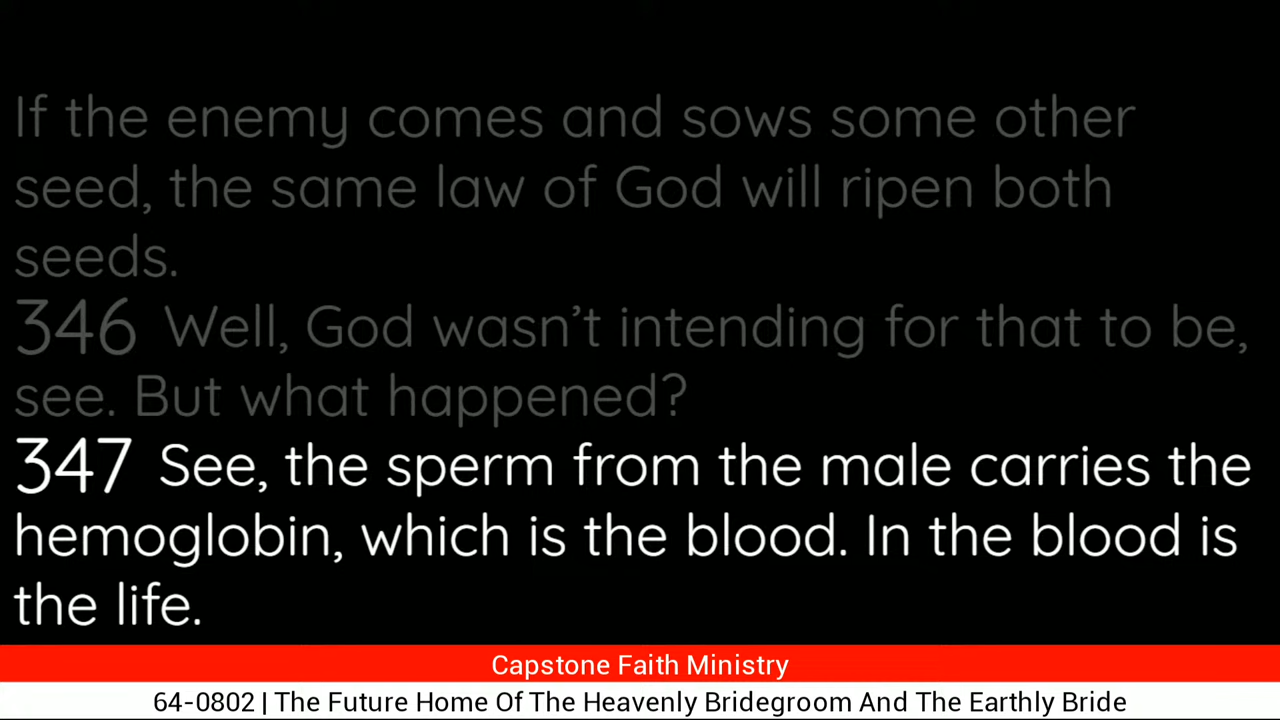 If the enemy comes and sows some other
seed, the same law of God will ripen both
seeds.
346 Well, God wasn’t intending for that to be,
see. But what happened?
347 See, the sperm from the male carries the
hemoglobin, which is the blood. In the blood is
the life.
Capstone Faith Ministry
64-0802 | The Future Home Of The Heavenly Bridegroom And The Earthly Bride